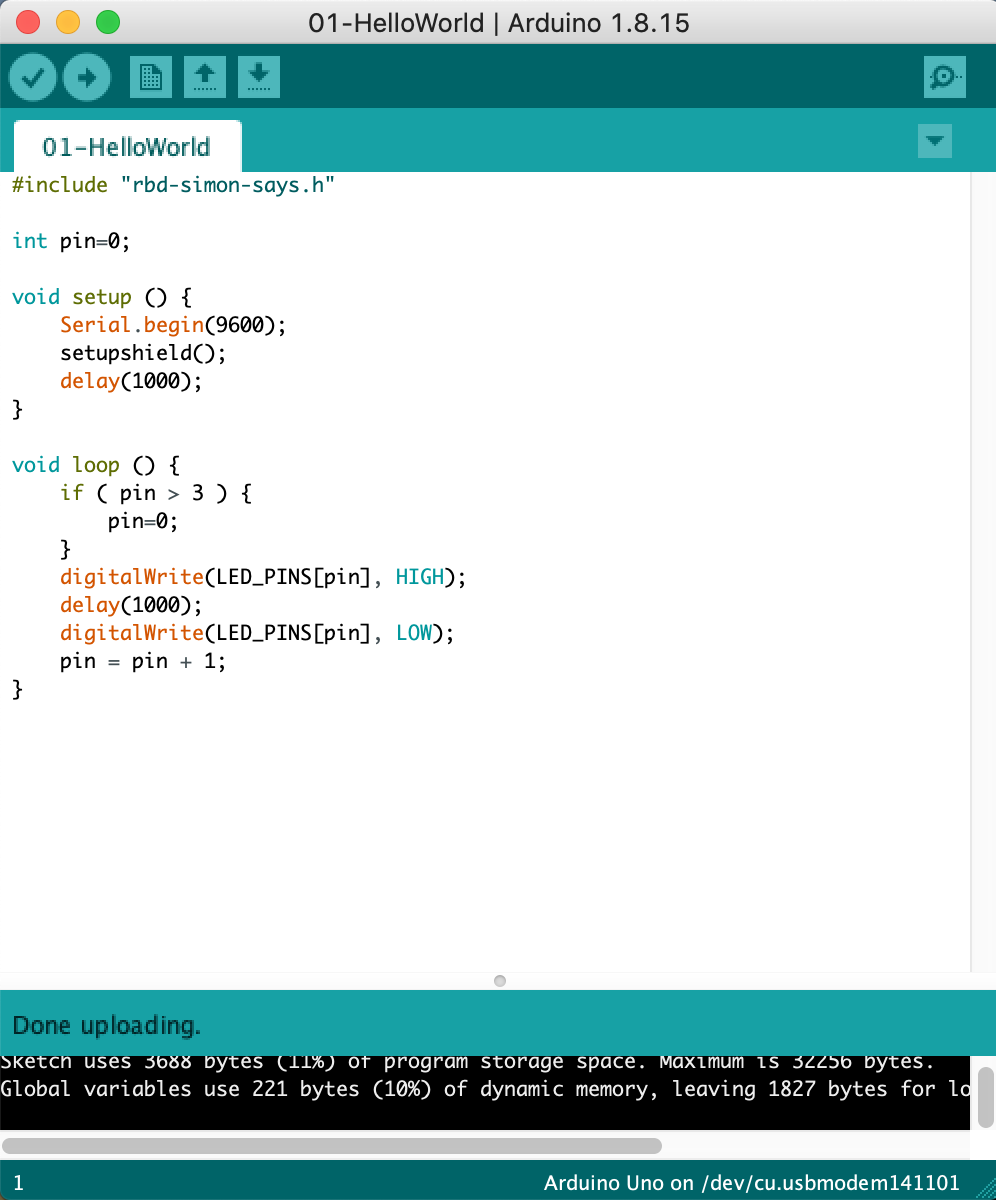 01-HelloWorld | Arduino 1.8.15
01-HelloWorld
#include "rbd-simon-says.h"
int pin=0;
void setup () {
    Serial.begin(9600);
    setupshield();
    delay(1000);
}
void loop () {
    if ( pin > 3 ) {
        pin=0;
    }
    digitalWrite(LED_PINS[pin], HIGH);
    delay(1000);
    digitalWrite(LED_PINS[pin], LOW);
    pin = pin + 1;
}
Done uploading.
Sketch uses 3688 bytes (11%) of program storage space. Maximum is 32256 bytes.
Global variables use 221 bytes (10%) of dynamic memory, leaving 1827 bytes for lo
1
Arduino Uno on /dev/cu.usbmodem141101